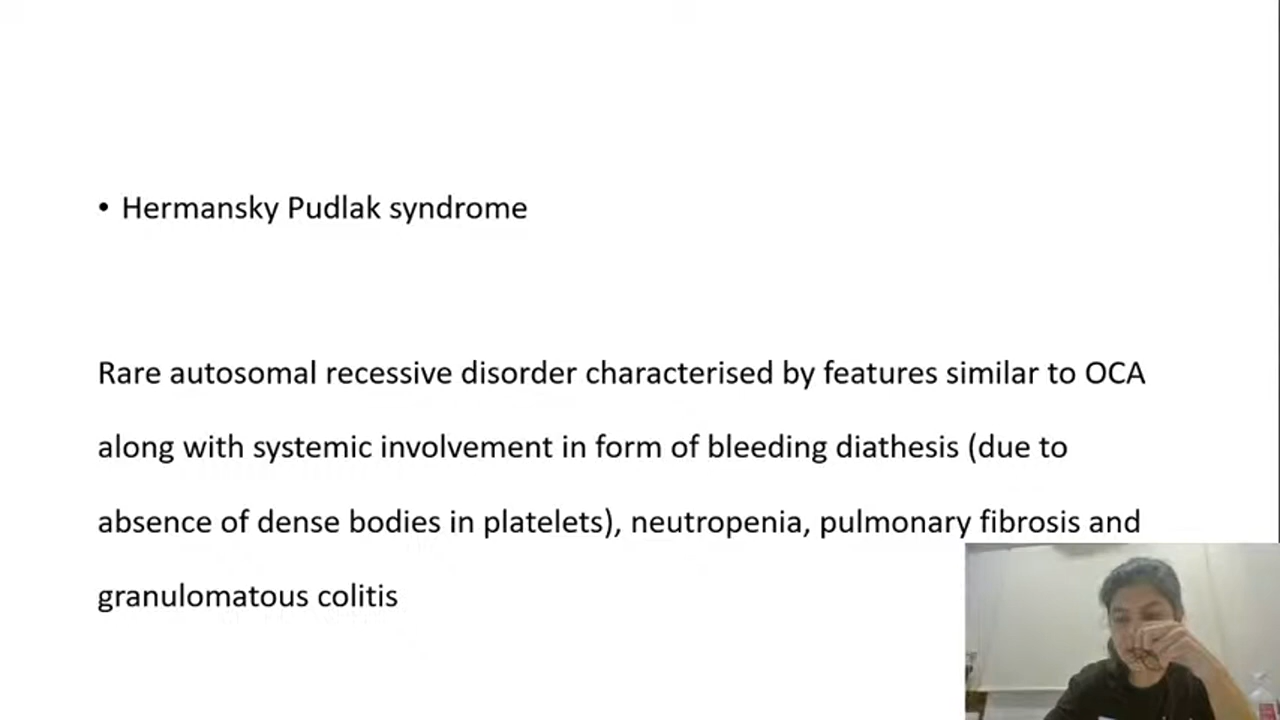 • Hermansky Pudlak syndrome
Rare autosomal recessive disorder characterised by features similar to OCA
along with systemic involvement in form of bleeding diathesis (due to
absence of dense bodies in platelets), neutropenia, pulmonary fibrosis and
granulomatous colitis